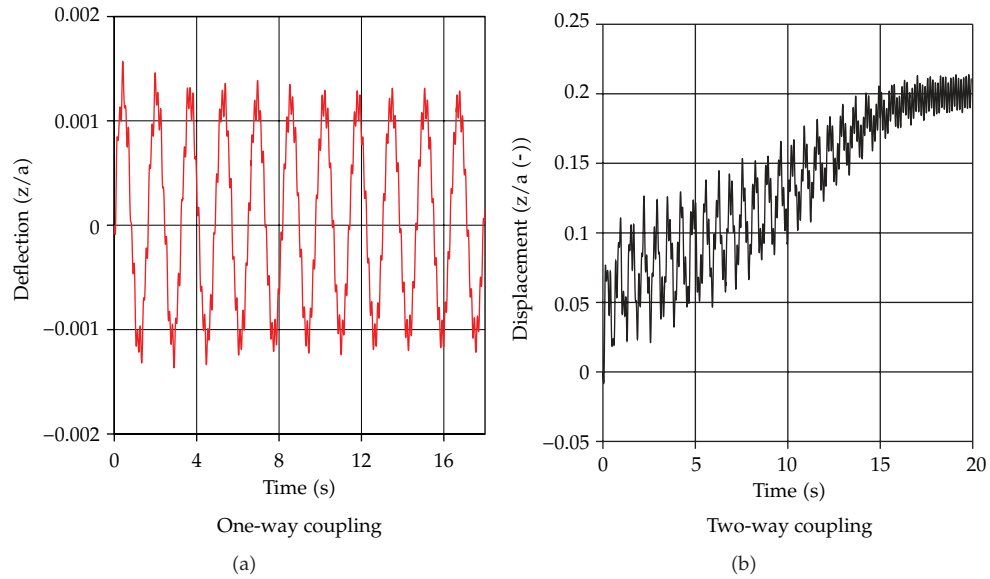 0.002
0.001
0
−0.001
−0.002
Deflection (z/a)
0
4
8
12
16
Time (s)
One-way coupling
(a)
0.25
0.2
0.15
0.1
0.05
0
−0.05
Displacement (z/a (-))
0
5
10
15
20
Time (s)
Two-way coupling
(b)